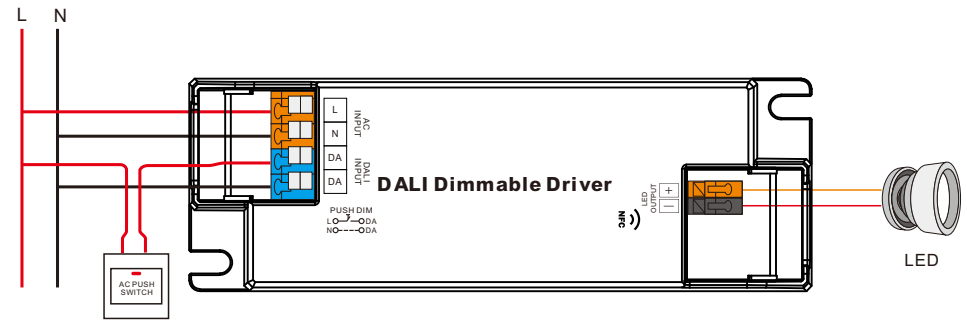 L N
L
N
AC
INPUT
DA
DA
DALI
INPUT
DALI Dimmable Driver
PUSH DIM
L DA
N DA
LED
OUTPUT
+
—
NFC
LED
AC PUSH
SWITCH